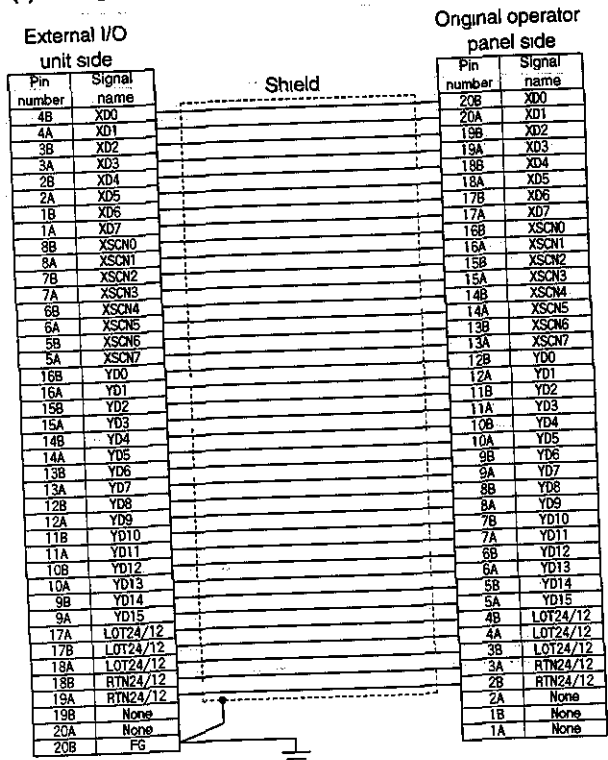 External I/O
unit side
Pin number Signal name
4B XD0
4A XD1
3B XD2
3A XD3
2B XD4
2A XD5
1B XD6
1A XD7
8B XSCN0
8A XSCN1
7B XSCN2
7A XSCN3
6B XSCN4
6A XSCN5
5B XSCN6
5A XSCN7
16B YD0
16A YD1
15B YD2
15A YD3
14B YD4
14A YD5
13B YD6
13A YD7
12B YD8
12A YD9
11B YD10
11A YD11
10B YD12
10A YD13
9B YD14
9A YD15
17A LOT24/12
17B LOT24/12
18A LOT24/12
18B RTN24/12
19A RTN24/12
19B None
20A None
20B FG
Shield
Original operator
panel side
Pin number Signal name
20B XD0
20A XD1
19B XD2
19A XD3
18B XD4
18A XD5
17B XD6
17A XD7
16B XSCN0
16A XSCN1
15B XSCN2
15A XSCN3
14B XSCN4
14A XSCN5
13B XSCN6
13A XSCN7
12B YD0
12A YD1
11B YD2
11A YD3
10B YD4
10A YD5
9B YD6
9A YD7
8B YD8
8A YD9
7B YD10
7A YD11
6B YD12
6A YD13
5B YD14
5A YD15
4B LOT24/12
4A LOT24/12
3B LOT24/12
3A RTN24/12
2B RTN24/12
2A None
1B None
1A None